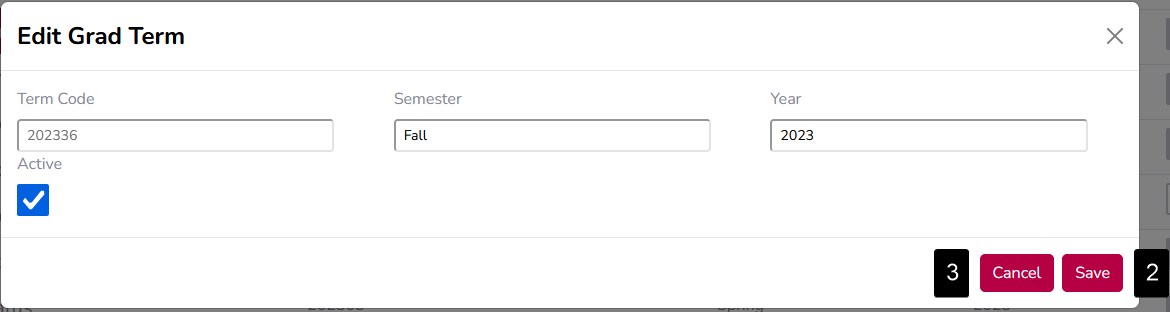 Edit Grad Term
Term Code Semester Year
202336 Fall 2023
Active
3 Cancel Save 2